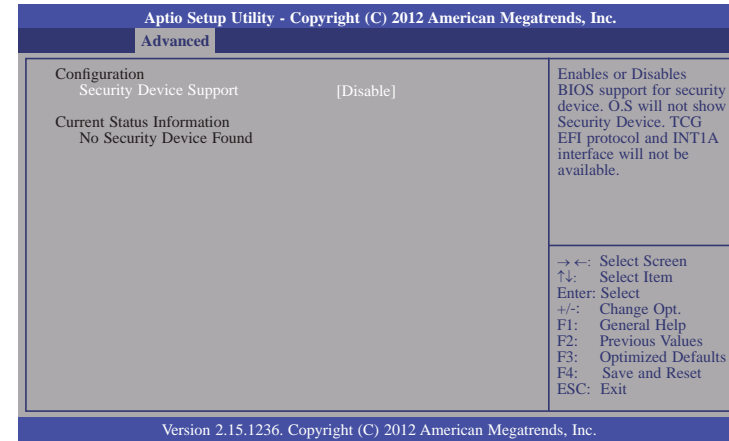 Aptio Setup Utility - Copyright (C) 2012 American Megatrends, Inc.
Advanced
Configuration
Security Device Support [Disable]
Current Status Information
No Security Device Found
Enables or Disables
BIOS support for security
device. O.S will not show
Security Device. TCG
EFI protocol and INT1A
interface will not be
available.
→ ←: Select Screen
↑↓: Select Item
Enter: Select
+/-: Change Opt.
F1: General Help
F2: Previous Values
F3: Optimized Defaults
F4: Save and Reset
ESC: Exit
Version 2.15.1236. Copyright (C) 2012 American Megatrends, Inc.